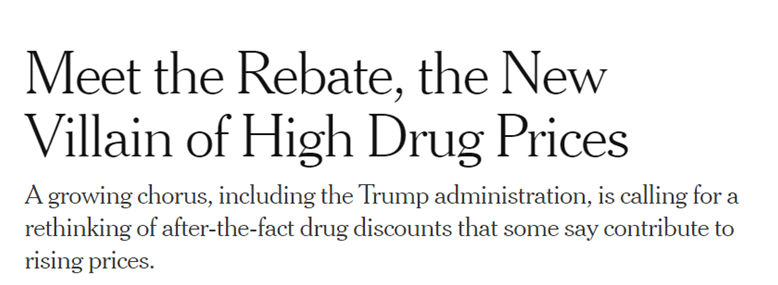 Meet the Rebate, the New
Villain of High Drug Prices
A growing chorus, including the Trump administration, is calling for a
rethinking of after-the-fact drug discounts that some say contribute to
rising prices.